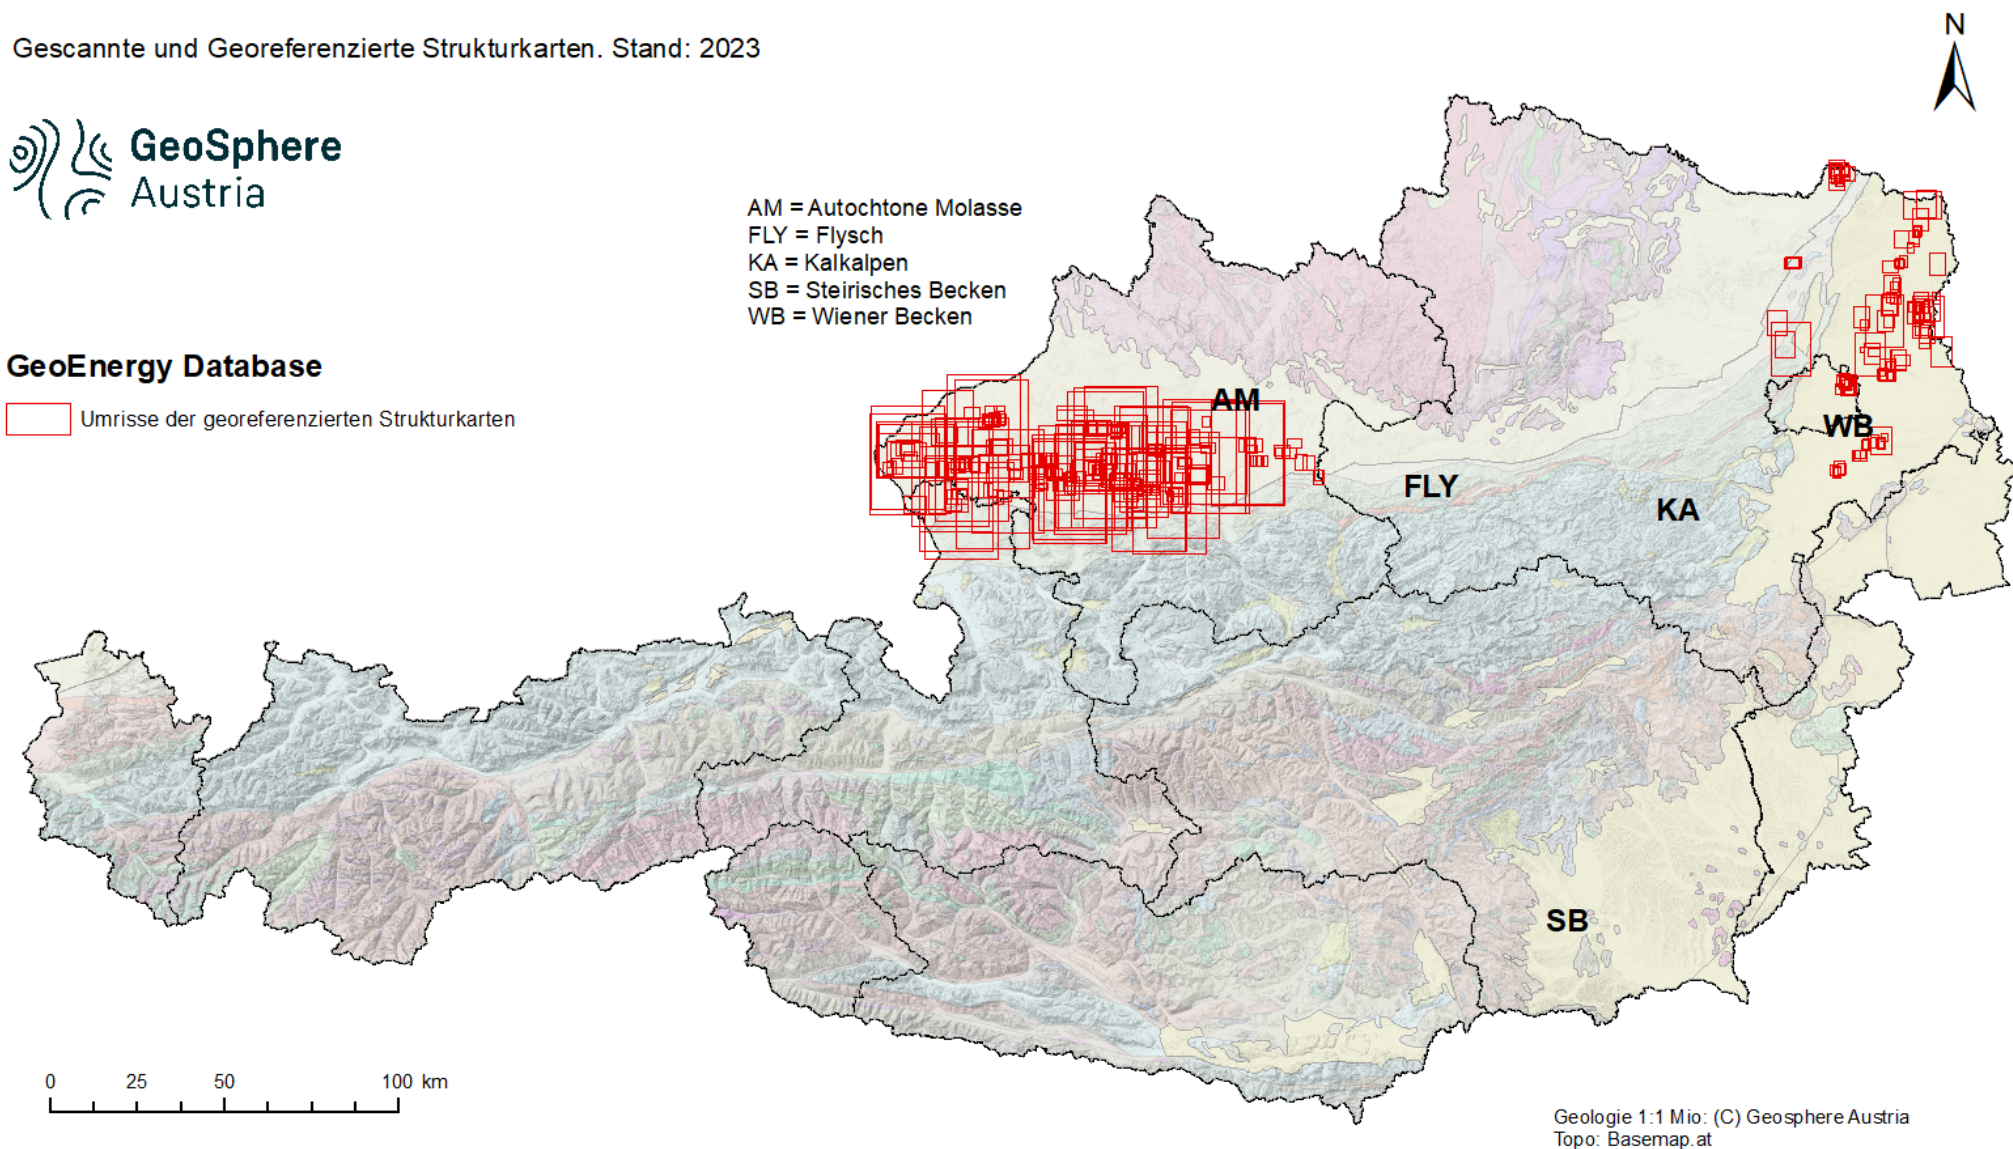 N
Gescannte und Georeferenzierte Strukturkarten. Stand: 2023
GeoSphere
Austria
AM = Autochtone Molasse
FLY = Flysch
KA = Kalkalpen
SB = Steirisches Becken
WB = Wiener Becken
GeoEnergy Database
Umrisse der georeferenzierten Strukturkarten
AM
WB
FLY
KA
SB
0 25 50 100 km
Geologie 1:1 Mio: (C) Geosphere Austria
Topo: Basemap.at